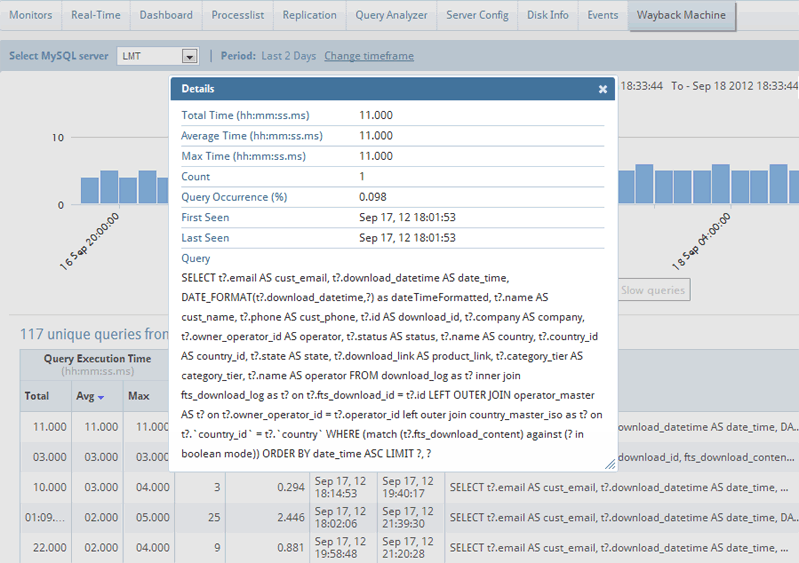 Monitors Real-Time Dashboard Processlist Replication Query Analyzer Server Config Disk Info Events Wayback Machine
Select MySQL server LMT | Period: Last 2 Days Change timeframe
18:33:44 To - Sep 18 2012 18:33:44
10
0
16 Sep 20:00:00
18 Sep 04:00:00
Details
Total Time (hh:mm:ss.ms) 11.000
Average Time (hh:mm:ss.ms) 11.000
Max Time (hh:mm:ss.ms) 11.000
Count 1
Query Occurrence (%) 0.098
First Seen Sep 17, 12 18:01:53
Last Seen Sep 17, 12 18:01:53
Query
SELECT t?.email AS cust_email, t?.download_datetime AS date_time,
DATE_FORMAT(t?.download_datetime,?) as dateTimeFormatted, t?.name AS
cust_name, t?.phone AS cust_phone, t?.id AS download_id, t?.company AS company,
t?.owner_operator_id AS operator, t?.status AS status, t?.name AS country, t?.country_id
AS country_id, t?.state AS state, t?.download_link AS product_link, t?.category_tier AS
category_tier, t?.name AS operator FROM download_log as t? inner join
fts_download_log as t? on t?.fts_download_id = t?.id LEFT OUTER JOIN operator_master
AS t? on t?.owner_operator_id = t?.operator_id left outer join country_master_iso as t? on
t?.`country_id` = t?.`country` WHERE (match (t?.fts_download_content) against (? in
boolean mode)) ORDER BY date_time ASC LIMIT ?, ?
Slow queries
117 unique queries from
Query Execution Time
(hh:mm:ss.ms)
Total Avg Max
11.000 11.000 11.000 download_datetime AS date_time, DA...
03.000 03.000 03.000 download_id, fts_download_conten...
10.000 03.000 04.000 3 0.294 Sep 17, 12 18:14:53 Sep 17, 12 19:40:17 SELECT t?.email AS cust_email, t?.download_datetime AS date_time, ...
01:09.... 02.000 05.000 25 2.446 Sep 17, 12 18:02:06 Sep 17, 12 21:39:30 SELECT t?.email AS cust_email, t?.download_datetime AS date_time, DA...
22.000 02.000 04.000 9 0.881 Sep 17, 12 19:58:48 Sep 17, 12 21:20:28 SELECT t?.email AS cust_email, t?.download_datetime AS date_time, ...